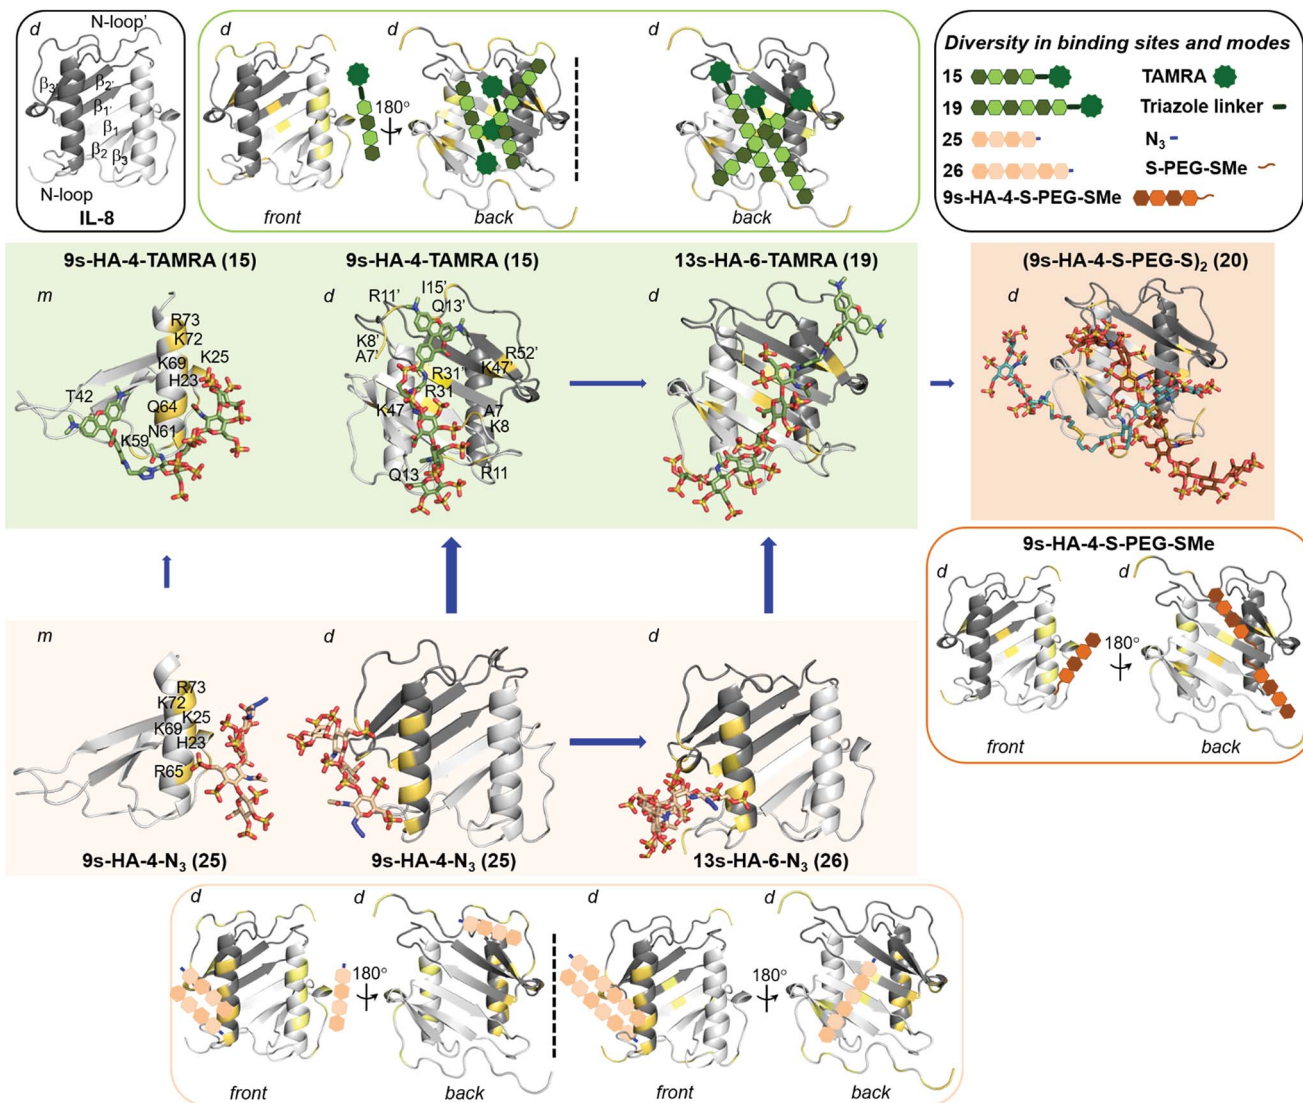 d
N-loop'
β3'
β2'
β1'
β1
β2
β3
N-loop
IL-8
d
d
180°
front
back
d
back
Diversity in binding sites and modes
15
TAMRA
19
Triazole linker
25
N3
26
S-PEG-SMe
9s-HA-4-S-PEG-SMe
9s-HA-4-TAMRA (15)
m
R73
K72
K69
K25
H23
T42
Q64
N61
K59
9s-HA-4-TAMRA (15)
d
I15'
R11'
Q13'
K8'
A7'
R52'
K47'
R31'
R31
K47
A7
K8
Q13
R11
13s-HA-6-TAMRA (19)
d
(9s-HA-4-S-PEG-S)2 (20)
d
9s-HA-4-S-PEG-SMe
d
d
180°
front
back
m
R73
K72
K25
K69
H23
R65
9s-HA-4-N3 (25)
d
9s-HA-4-N3 (25)
d
13s-HA-6-N3 (26)
d
d
180°
front
back
d
d
180°
front
back